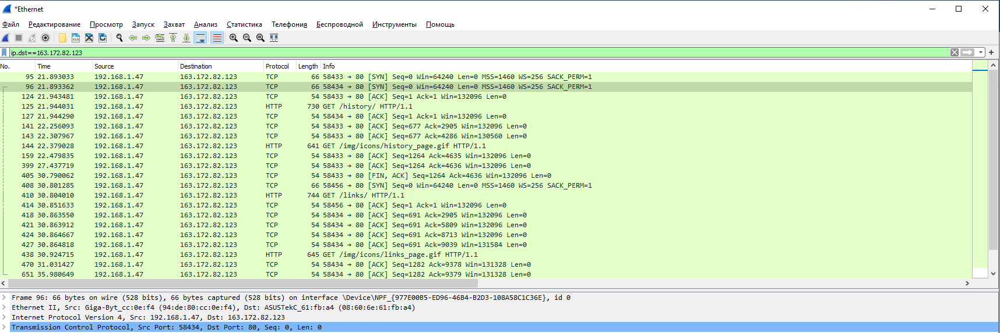 *Ethernet
Файл Редактирование Просмотр Запуск Захват Анализ Статистика Телефония Беспроводной Инструменты Помощь
ip.dst==163.172.82.123
No. Time Source Destination Protocol Length Info
95 21.893033 192.168.1.47 163.172.82.123 TCP 66 58433 → 80 [SYN] Seq=0 Win=64240 Len=0 MSS=1460 WS=256 SACK_PERM=1
96 21.893362 192.168.1.47 163.172.82.123 TCP 66 58434 → 80 [SYN] Seq=0 Win=64240 Len=0 MSS=1460 WS=256 SACK_PERM=1
124 21.943481 192.168.1.47 163.172.82.123 TCP 54 58433 → 80 [ACK] Seq=1 Ack=1 Win=132096 Len=0
125 21.944031 192.168.1.47 163.172.82.123 HTTP 730 GET /history/ HTTP/1.1
127 21.944290 192.168.1.47 163.172.82.123 TCP 54 58434 → 80 [ACK] Seq=1 Ack=1 Win=132096 Len=0
141 22.256093 192.168.1.47 163.172.82.123 TCP 54 58433 → 80 [ACK] Seq=677 Ack=2905 Win=132096 Len=0
143 22.307967 192.168.1.47 163.172.82.123 TCP 54 58433 → 80 [ACK] Seq=677 Ack=4286 Win=130560 Len=0
144 22.379028 192.168.1.47 163.172.82.123 HTTP 641 GET /img/icons/history_page.gif HTTP/1.1
159 22.479835 192.168.1.47 163.172.82.123 TCP 54 58433 → 80 [ACK] Seq=1264 Ack=4635 Win=132096 Len=0
399 27.437719 192.168.1.47 163.172.82.123 TCP 54 58433 → 80 [ACK] Seq=1264 Ack=4636 Win=132096 Len=0
405 30.790062 192.168.1.47 163.172.82.123 TCP 54 58433 → 80 [FIN, ACK] Seq=1264 Ack=4636 Win=132096 Len=0
408 30.801285 192.168.1.47 163.172.82.123 TCP 66 58456 → 80 [SYN] Seq=0 Win=64240 Len=0 MSS=1460 WS=256 SACK_PERM=1
410 30.804010 192.168.1.47 163.172.82.123 HTTP 744 GET /links/ HTTP/1.1
414 30.851633 192.168.1.47 163.172.82.123 TCP 54 58456 → 80 [ACK] Seq=1 Ack=1 Win=132096 Len=0
418 30.863550 192.168.1.47 163.172.82.123 TCP 54 58434 → 80 [ACK] Seq=691 Ack=2905 Win=132096 Len=0
421 30.863912 192.168.1.47 163.172.82.123 TCP 54 58434 → 80 [ACK] Seq=691 Ack=5809 Win=132096 Len=0
424 30.864667 192.168.1.47 163.172.82.123 TCP 54 58434 → 80 [ACK] Seq=691 Ack=8713 Win=132096 Len=0
427 30.864818 192.168.1.47 163.172.82.123 TCP 54 58434 → 80 [ACK] Seq=691 Ack=9039 Win=131584 Len=0
438 30.924715 192.168.1.47 163.172.82.123 HTTP 645 GET /img/icons/links_page.gif HTTP/1.1
470 31.031427 192.168.1.47 163.172.82.123 TCP 54 58434 → 80 [ACK] Seq=1282 Ack=9378 Win=131328 Len=0
651 35.980649 192.168.1.47 163.172.82.123 TCP 54 58434 → 80 [ACK] Seq=1282 Ack=9379 Win=131328 Len=0
Frame 96: 66 bytes on wire (528 bits), 66 bytes captured (528 bits) on interface \Device\NPF_{977E00B5-ED96-46B4-B2D3-108A58C1C36E}, id 0
Ethernet II, Src: Giga-Byt_cc:0e:f4 (94:de:80:cc:0e:f4), Dst: ASUSTekC_61:fb:a4 (08:60:6e:61:fb:a4)
Internet Protocol Version 4, Src: 192.168.1.47, Dst: 163.172.82.123
Transmission Control Protocol, Src Port: 58434, Dst Port: 80, Seq: 0, Len: 0